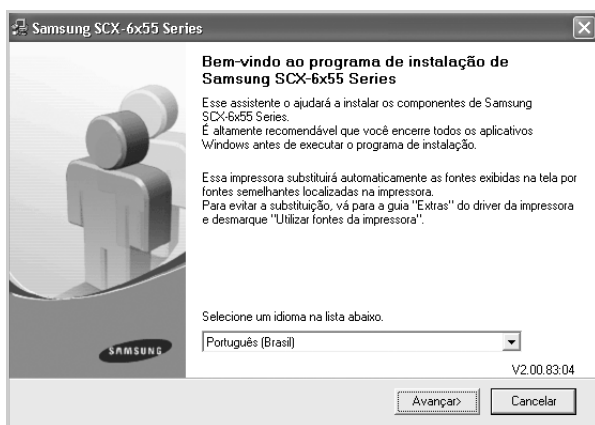 Samsung SCX-6x55 Series
Bem-vindo ao programa de instalação de
Samsung SCX-6x55 Series
Esse assistente o ajudará a instalar os componentes de Samsung
SCX-6x55 Series.
É altamente recomendável que você encerre todos os aplicativos
Windows antes de executar o programa de instalação.
Essa impressora substituirá automaticamente as fontes exibidas na tela por
fontes semelhantes localizadas na impressora.
Para evitar a substituição, vá para a guia "Extras" do driver da impressora
e desmarque "Utilizar fontes da impressora".
Selecione um idioma na lista abaixo.
Português (Brasil)
SAMSUNG
V2.00.83:04
Avançar>
Cancelar